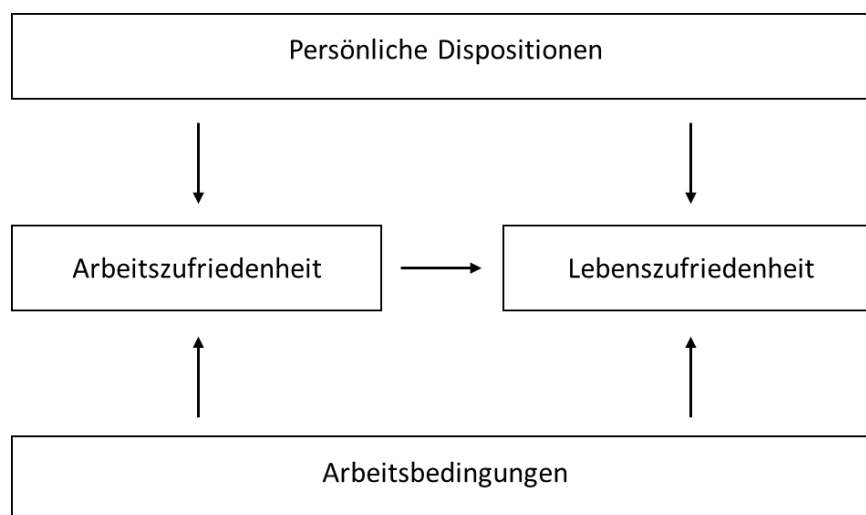 Persönliche Dispositionen
Arbeitszufriedenheit
Lebenszufriedenheit
Arbeitsbedingungen